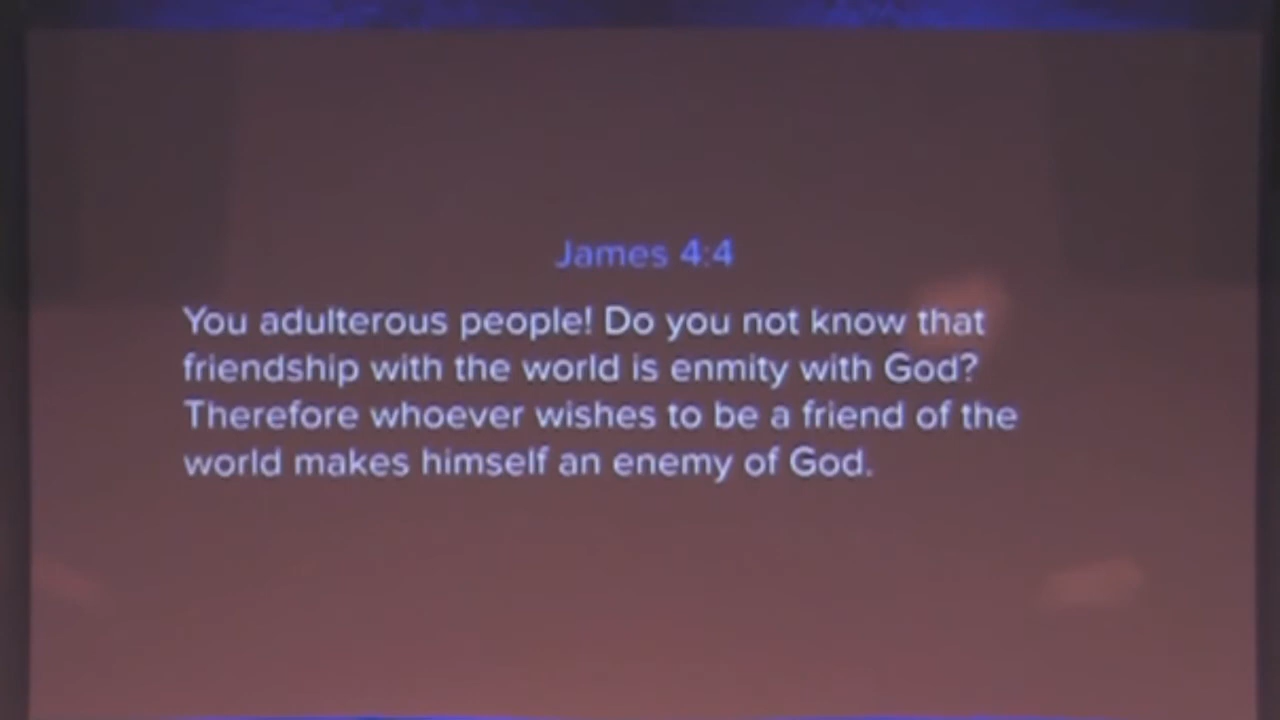 James 4:4
You adulterous people! Do you not know that
friendship with the world is enmity with God?
Therefore whoever wishes to be a friend of the
world makes himself an enemy of God.